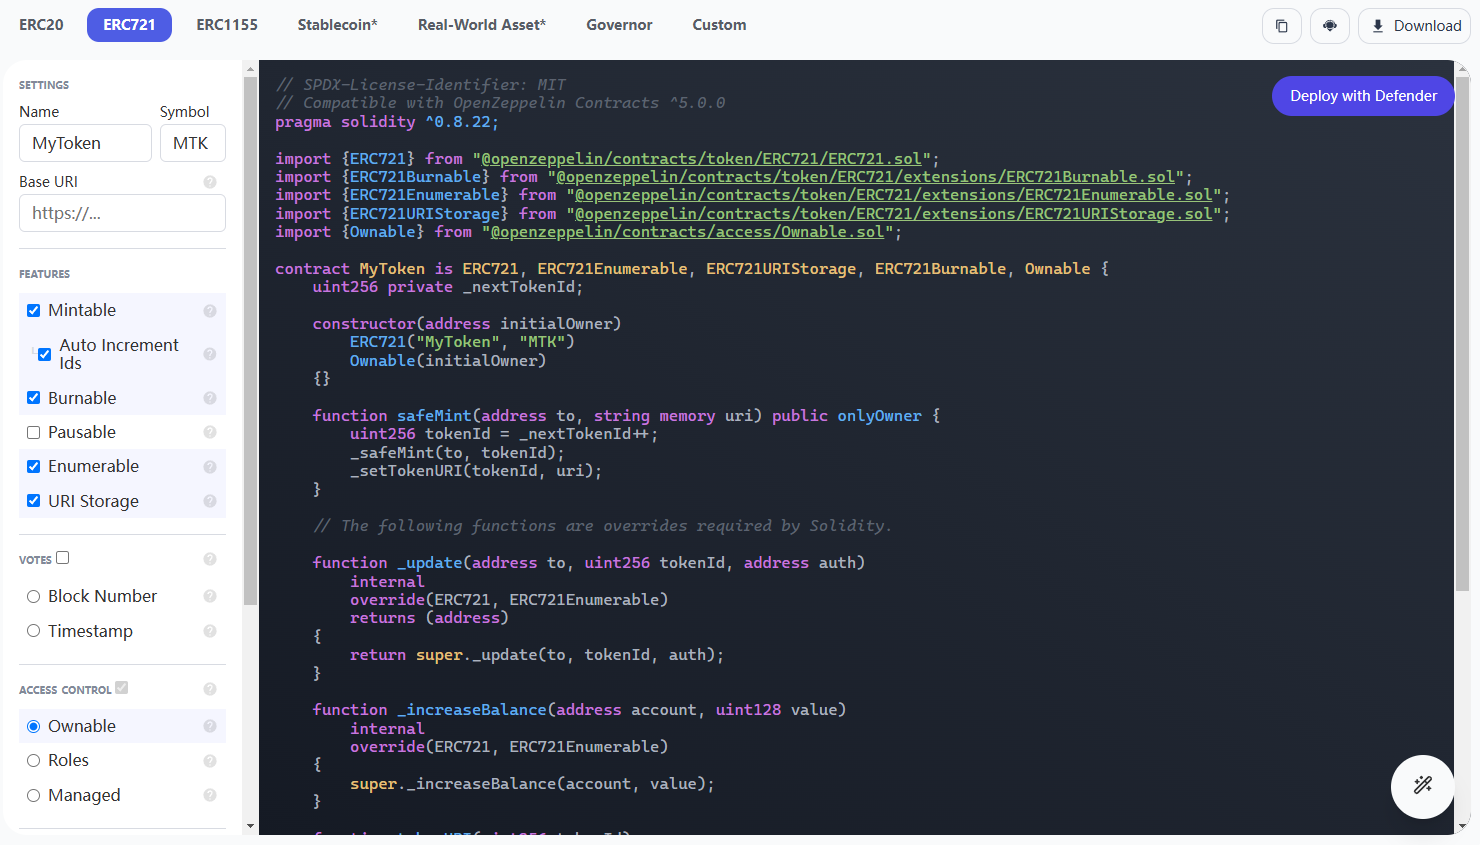 ERC20 ERC721 ERC1155 Stablecoin* Real-World Asset* Governor Custom Download
SETTINGS
Name Symbol
MyToken MTK
Base URI
https://...
FEATURES
Mintable
Auto Increment
Ids
Burnable
Pausable
Enumerable
URI Storage
VOTES
Block Number
Timestamp
ACCESS CONTROL
Ownable
Roles
Managed
Deploy with Defender
// SPDX-License-Identifier: MIT
// Compatible with OpenZeppelin Contracts ^5.0.0
pragma solidity ^0.8.22;
import {ERC721} from "@openzeppelin/contracts/token/ERC721/ERC721.sol";
import {ERC721Burnable} from "@openzeppelin/contracts/token/ERC721/extensions/ERC721Burnable.sol";
import {ERC721Enumerable} from "@openzeppelin/contracts/token/ERC721/extensions/ERC721Enumerable.sol";
import {ERC721URIStorage} from "@openzeppelin/contracts/token/ERC721/extensions/ERC721URIStorage.sol";
import {Ownable} from "@openzeppelin/contracts/access/Ownable.sol";
contract MyToken is ERC721, ERC721Enumerable, ERC721URIStorage, ERC721Burnable, Ownable {
uint256 private _nextTokenId;
constructor(address initialOwner)
ERC721("MyToken", "MTK")
Ownable(initialOwner)
{}
function safeMint(address to, string memory uri) public onlyOwner {
uint256 tokenId = _nextTokenId++;
_safeMint(to, tokenId);
_setTokenURI(tokenId, uri);
}
// The following functions are overrides required by Solidity.
function _update(address to, uint256 tokenId, address auth)
internal
override(ERC721, ERC721Enumerable)
returns (address)
{
return super._update(to, tokenId, auth);
}
function _increaseBalance(address account, uint128 value)
internal
override(ERC721, ERC721Enumerable)
{
super._increaseBalance(account, value);
}